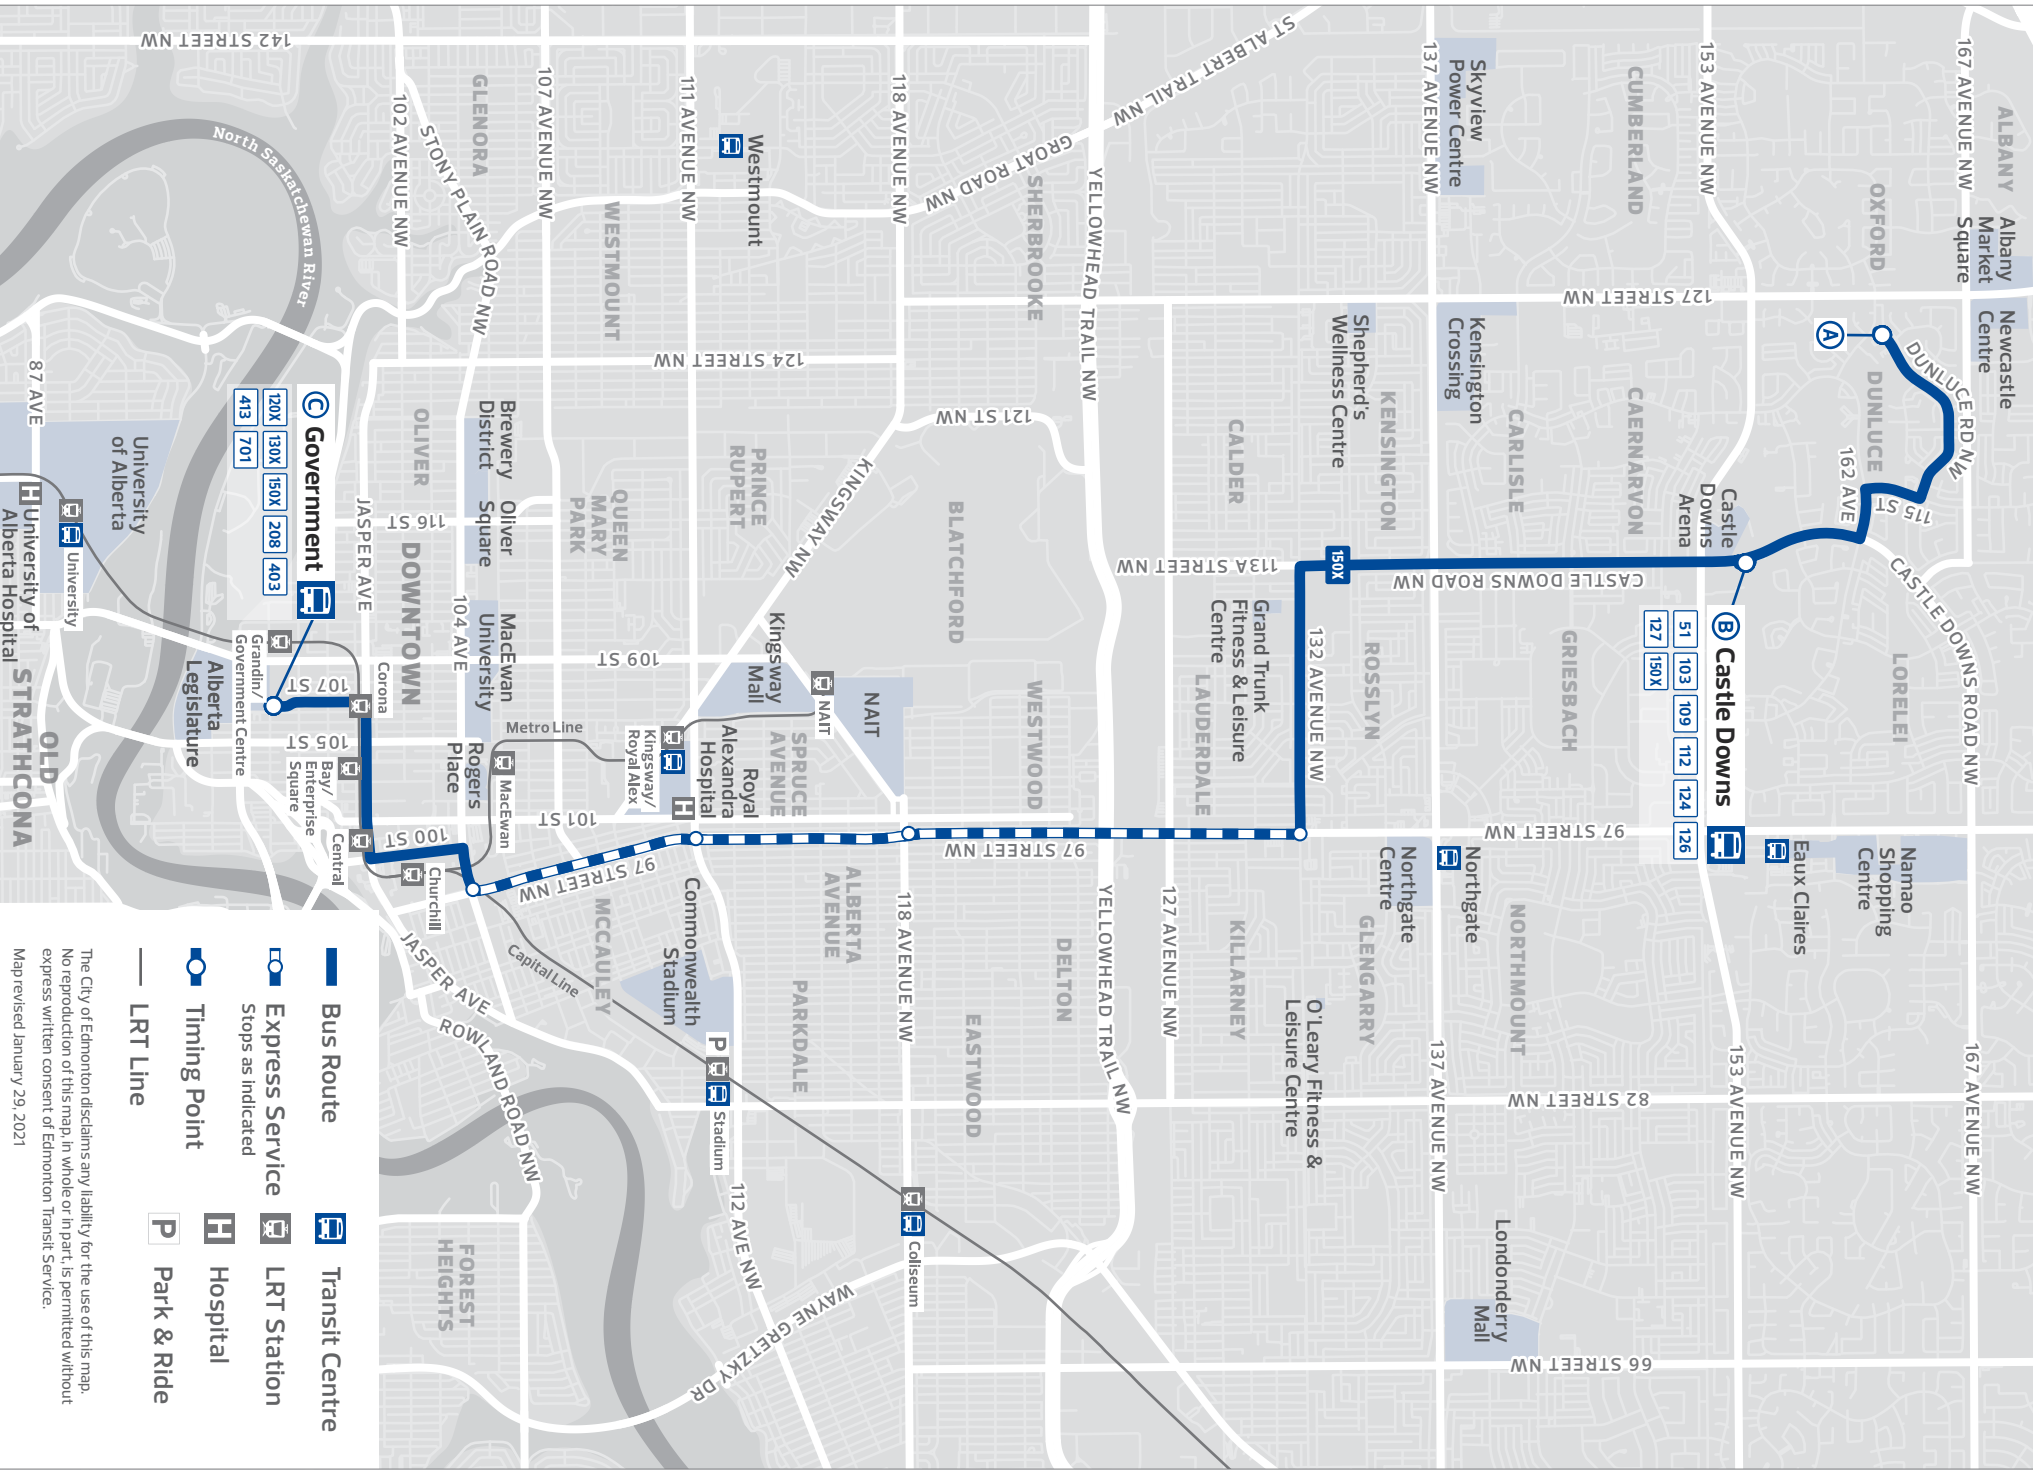 142 STREET NW
North Saskatchewan River
102 AVENUE NW
STONY PLAIN ROAD NW
GLENORA
107 AVENUE NW
111 AVENUE NW
118 AVENUE NW
GROAT ROAD NW
ST ALBERT TRAIL NW
YELLOWHEAD TRAIL NW
137 AVENUE NW
153 AVENUE NW
167 AVENUE NW
Skyview
Power Centre
CUMBERLAND
ALBANY
OXFORD
Albany
Market
Square
Westmount
WESTMOUNT
SHERBROOKE
127 STREET NW
124 STREET NW
121 ST NW
Newcastle
Centre
Kensington
Crossing
Shepherd's
Wellness Centre
KENSINGTON
CALDER
CARLISLE
CAERNARVON
DUNLUCE
A
DUNLUCE RD NW
115 ST
162 AVE
CASTLE DOWNS ROAD NW
Castle
Downs
Arena
B Castle Downs
51
103
109
112
124
126
127
150X
LORELEI
GRIESBACH
CASTLE DOWNS ROAD NW
150X
113A STREET NW
132 AVENUE NW
ROSSLYN
Grand Trunk
Fitness & Leisure
Centre
LAUDERDALE
WESTWOOD
BLATCHFORD
PRINCE
RUPERT
QUEEN
MARY
PARK
KINGSWAY NW
Kingsway
Mall
NAIT
NAIT
109 ST
116 ST
Brewery
District
Oliver
Square
OLIVER
DOWNTOWN
JASPER AVE
104 AVE
MacEwan
University
C Government
120X
130X
150X
208
403
413
701
87 AVE
University
of Alberta
University
University of
Alberta Hospital
H
Grandin/
Government Centre
Alberta
Legislature
OLD
STRATHCONA
107 ST
105 ST
Corona
Bay/
Enterprise
Square
Central
Churchill
100 ST
101 ST
Rogers
Place
MacEwan
Metro Line
Kingsway/
Royal Alex
Royal
Alexandra
Hospital
H
SPRUCE
AVENUE
97 STREET NW
97 STREET NW
97 STREET NW
Capital Line
MCCAULEY
Commonwealth
Stadium
ALBERTA
AVENUE
118 AVENUE NW
PARKDALE
DELTON
EASTWOOD
YELLOWHEAD TRAIL NW
127 AVENUE NW
KILLARNEY
GLENGARRY
Northgate
Centre
Northgate
NORTHMOUNT
Eaux Claires
Namao
Shopping
Centre
O'Leary Fitness &
Leisure Centre
137 AVENUE NW
153 AVENUE NW
167 AVENUE NW
82 STREET NW
66 STREET NW
Londonderry
Mall
P
Stadium
Coliseum
112 AVE NW
WAYNE GRETZKY DR
JASPER AVE
ROWLAND ROAD NW
FOREST
HEIGHTS
Bus Route
Express Service
Stops as indicated
Timing Point
LRT Line
Transit Centre
LRT Station
H Hospital
P Park & Ride
The City of Edmonton disclaims any liability for the use of this map.
No reproduction of this map, in whole or in part, is permitted without
express written consent of Edmonton Transit Service.
Map revised January 29, 2021